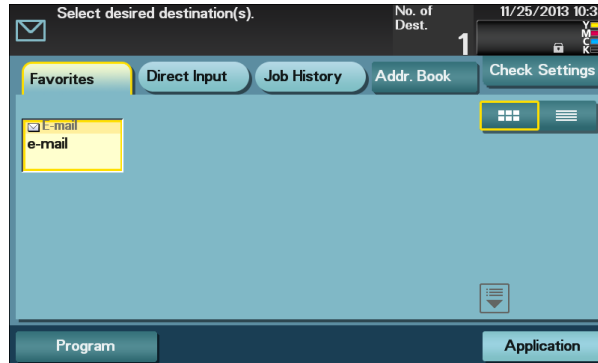 Select desired destination(s).
No. of
Dest.
1
11/25/2013 10:3
Y
M
C
K
Favorites
Direct Input
Job History
Addr. Book
Check Settings
E-mail
e-mail
Program
Application